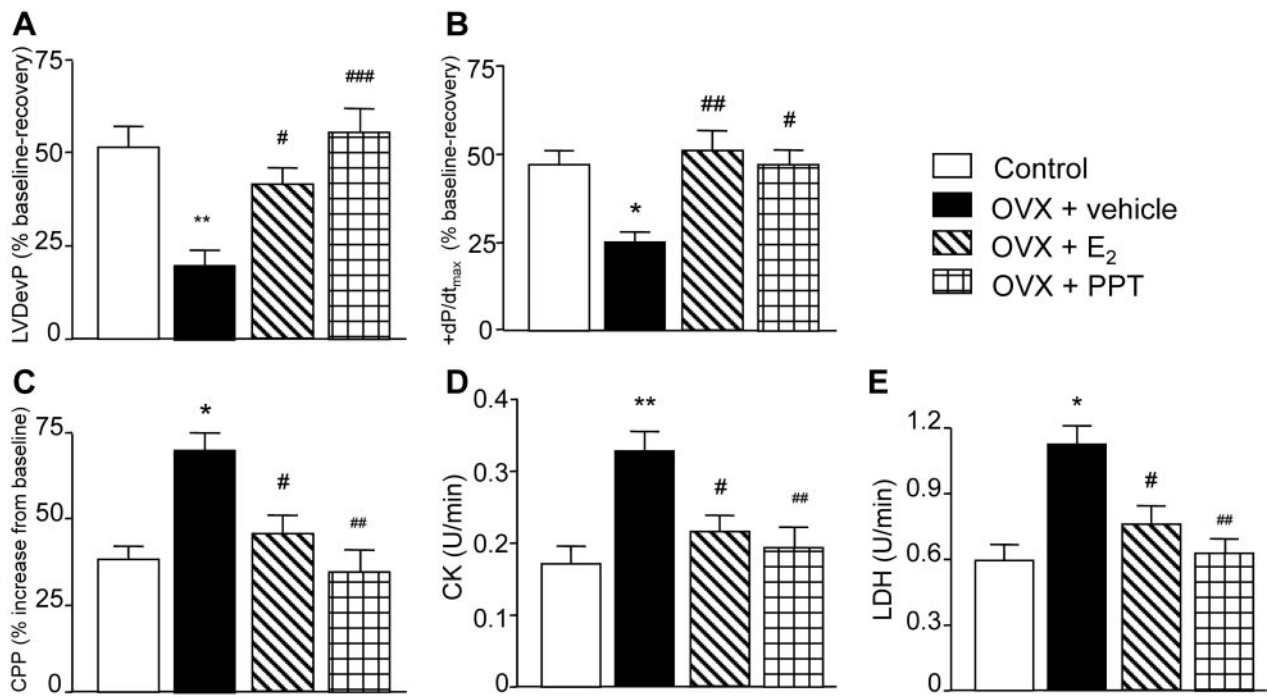 A
LVDevP (% baseline-recovery)
75
50
25
0
**
#
###
B
+dP/dtmax (% baseline-recovery)
75
50
25
0
*
##
#
Control
OVX + vehicle
OVX + E2
OVX + PPT
C
CPP (% increase from baseline)
75
50
25
0
*
#
##
D
CK (U/min)
0.4
0.3
0.2
0.1
0
**
#
##
E
LDH (U/min)
1.2
0.9
0.6
0.3
0
*
#
##